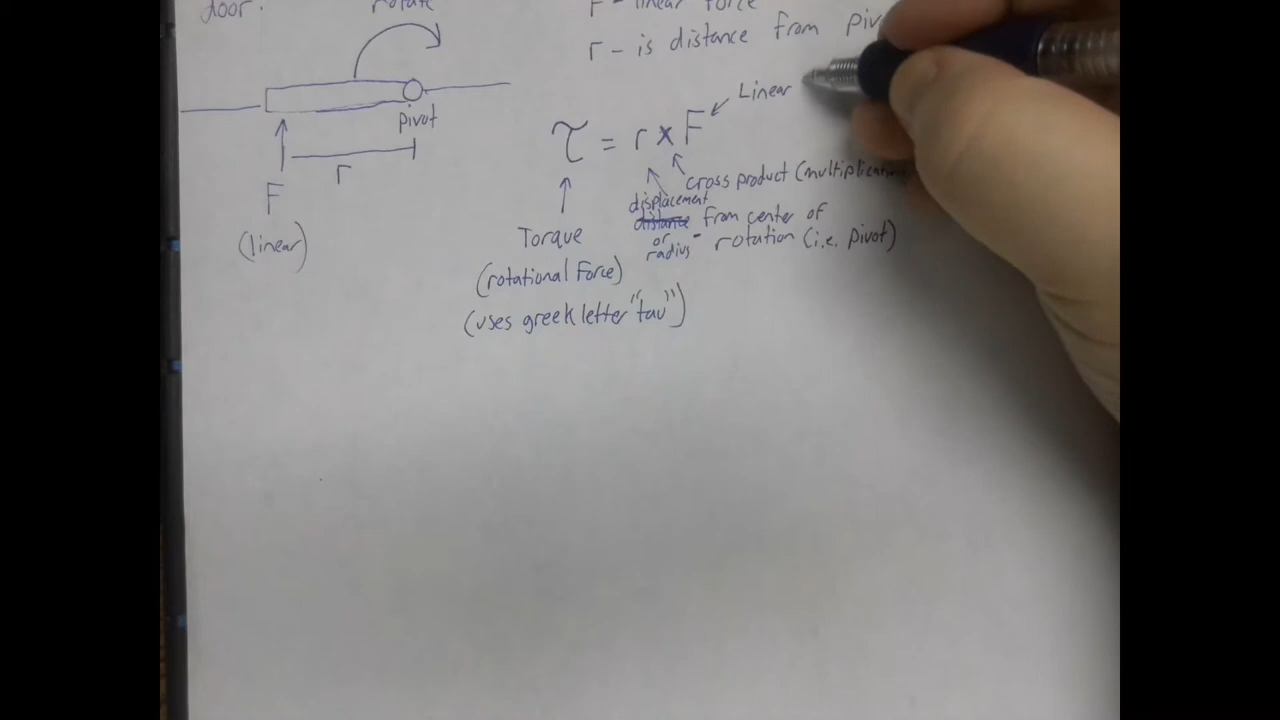 door:
rotate
F - linear force
r - is distance from piv
pivot
r
F
(linear)
τ = r × F
Linear
cross product (multiplicati
displacement
distance from center of
or
radius - rotation (i.e. pivot)
Torque
(rotational Force)
(uses greek letter "tau")